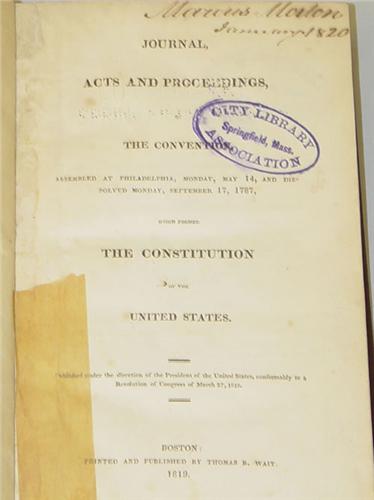 Marcus Morton
January 1820
JOURNAL,
ACTS AND PROCEEDINGS,
CITY LIBRARY
Springfield, Mass.
ASSOCIATION
THE CONVENTION,
ASSEMBLED AT PHILADELPHIA, MONDAY, MAY 14, AND DIS-
SOLVED MONDAY, SEPTEMBER 17, 1787,
WHICH FORMED
THE CONSTITUTION
OF THE
UNITED STATES.
Published under the direction of the President of the United States, conformably to a
Resolution of Congress of March 27, 1818.
BOSTON:
PRINTED AND PUBLISHED BY THOMAS B. WAIT.
1819.